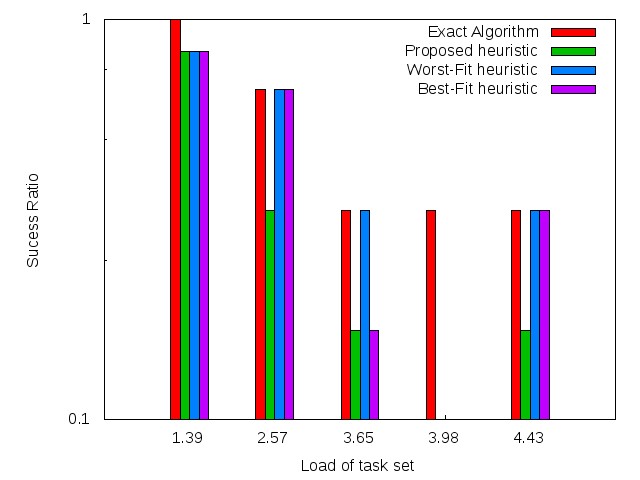 1
Exact Algorithm
Proposed heuristic
Worst-Fit heuristic
Best-Fit heuristic
Sucess Ratio
0.1
1.39 2.57 3.65 3.98 4.43
Load of task set